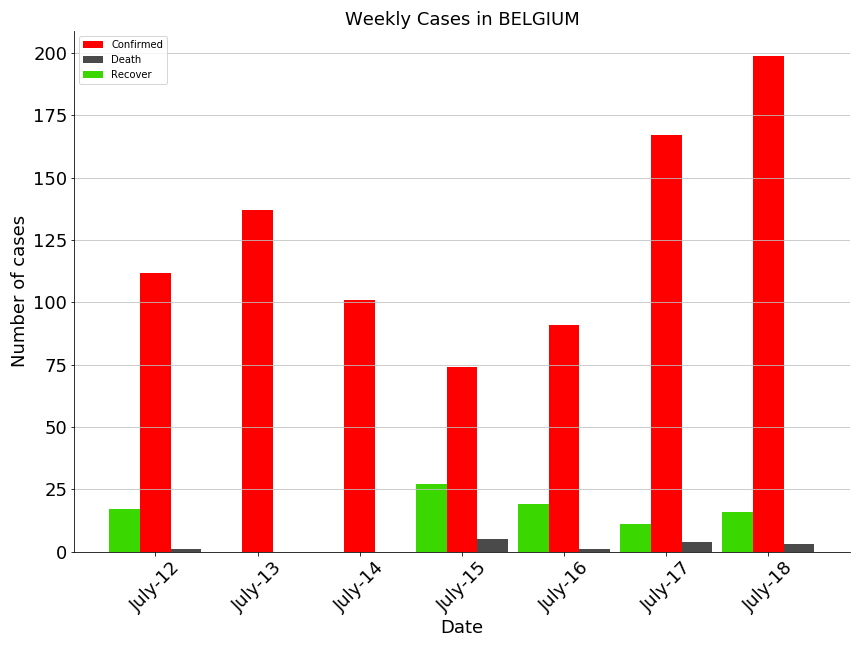 Weekly Cases in BELGIUM
Confirmed
Death
Recover
Number of cases
200
175
150
125
100
75
50
25
0
July-12
July-13
July-14
July-15
July-16
July-17
July-18
Date